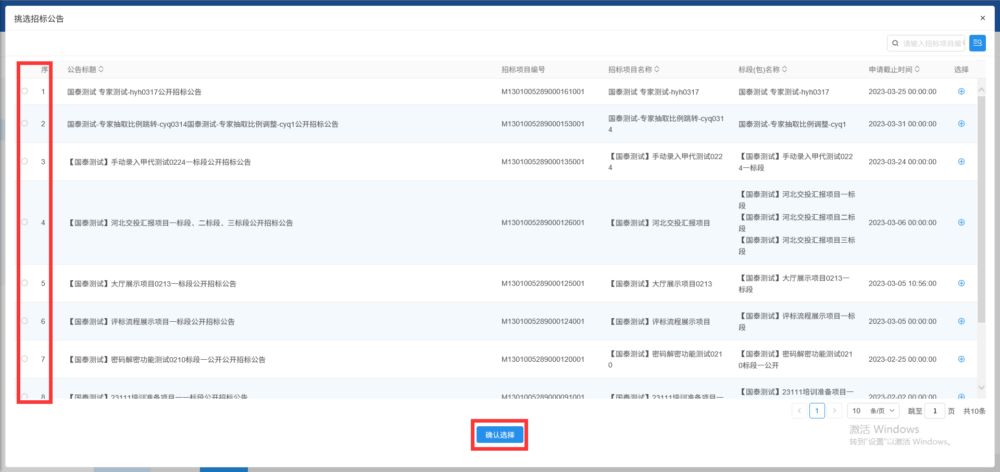 挑选招标公告
请输入招标项目编号
序 公告标题 招标项目编号 招标项目名称 标段(包)名称 申请截止时间 选择
1 国泰测试 专家测试-hyh0317公开招标公告 M1301005289000161001 国泰测试 专家测试-hyh0317 国泰测试 专家测试-hyh0317 2023-03-25 00:00:00
2 国泰测试-专家抽取比例跳转-cyq0314国泰测试-专家抽取比例调整-cyq1公开招标公告 M1301005289000153001 国泰测试-专家抽取比例跳转-cyq031
4 国泰测试-专家抽取比例调整-cyq1 2023-03-31 00:00:00
3 【国泰测试】手动录入甲代测试0224一标段公开招标公告 M1301005289000135001 【国泰测试】手动录入甲代测试022
4 【国泰测试】手动录入甲代测试022
4一标段 2023-03-24 00:00:00
4 【国泰测试】河北交投汇报项目一标段、二标段、三标段公开招标公告 M1301005289000126001 【国泰测试】河北交投汇报项目 【国泰测试】河北交投汇报项目一标
段
【国泰测试】河北交投汇报项目二标
段
【国泰测试】河北交投汇报项目三标
段 2023-03-06 00:00:00
5 【国泰测试】大厅展示项目0213一标段公开招标公告 M1301005289000125001 【国泰测试】大厅展示项目0213 【国泰测试】大厅展示项目0213一
标段 2023-03-05 10:56:00
6 【国泰测试】评标流程展示项目一标段公开招标公告 M1301005289000124001 【国泰测试】评标流程展示项目 【国泰测试】评标流程展示项目一标
段 2023-03-05 00:00:00
7 【国泰测试】密码解密功能测试0210标段一公开公开招标公告 M1301005289000120001 【国泰测试】密码解密功能测试021
0 【国泰测试】密码解密功能测试021
0标段一公开 2023-02-25 00:00:00
8 【国泰测试】23111培训准备项目一一标段公开招标公告 M1301005289000091001 【国泰测试】23111培训准备项目一 【国泰测试】23111培训准备项目一 2023-02-02 00:00:00
1 10 条/页 跳至 1 页 共10条
确认选择
激活 Windows
转到"设置"以激活 Windows。